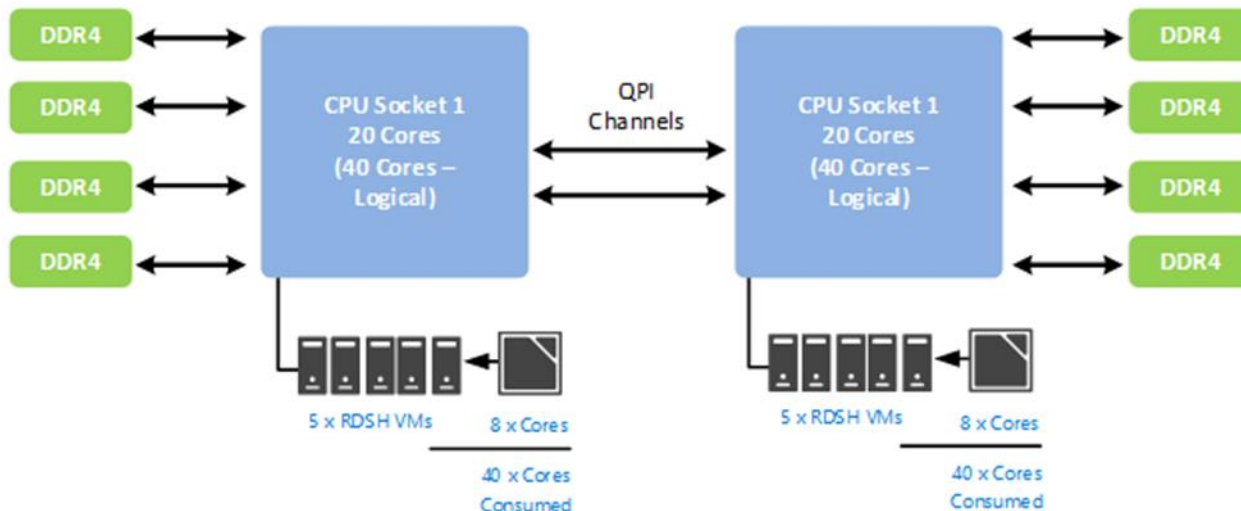 DDR4
DDR4
DDR4
DDR4
CPU Socket 1
20 Cores
(40 Cores –
Logical)
QPI
Channels
CPU Socket 1
20 Cores
(40 Cores –
Logical)
DDR4
DDR4
DDR4
DDR4
5 x RDSH VMs
8 x Cores
40 x Cores
Consumed
5 x RDSH VMs
8 x Cores
40 x Cores
Consumed